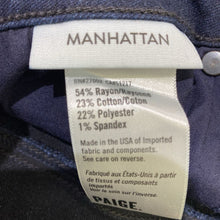 MANHATTAN
54% Rayon/Rayonne
23% Cotton/Coton
22% Polyester
1% Spandex
Made in the USA of Imported
fabric and components.
See care on reverse.
Fabriqué aux États-Unis à partir
de tissus et composants
PAIGE